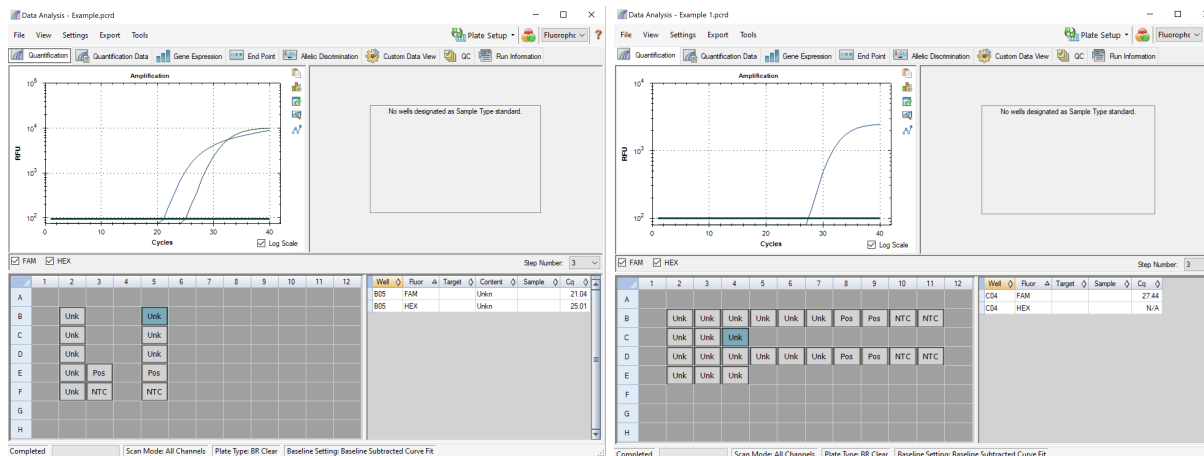 Data Analysis - Example.pcrd
File View Settings Export Tools
Plate Setup Fluorophc ?
Quantification Quantification Data Gene Expression End Point Allelic Discrimination Custom Data View QC Run Information
Amplification
10^5
10^4
10^3
10^2
RFU
0 10 20 30 40
Cycles
Log Scale
No wells designated as Sample Type standard.
FAM HEX
Step Number: 3
1 2 3 4 5 6 7 8 9 10 11 12
A
B Unk Unk
C Unk Unk
D Unk Unk
E Unk Pos Pos
F Unk NTC NTC
G
H
Well Fluor Target Content Sample Cq
B05 FAM Unkn 21.04
B05 HEX Unkn 25.01
Completed Scan Mode: All Channels Plate Type: BR Clear Baseline Setting: Baseline Subtracted Curve Fit
Data Analysis - Example 1.pcrd
File View Settings Export Tools
Plate Setup Fluorophc
Quantification Quantification Data Gene Expression End Point Allelic Discrimination Custom Data View QC Run Information
Amplification
10^4
10^3
10^2
RFU
0 10 20 30 40
Cycles
Log Scale
No wells designated as Sample Type standard.
FAM HEX
Step Number: 3
1 2 3 4 5 6 7 8 9 10 11 12
A
B Unk Unk Unk Unk Unk Unk Pos Pos NTC NTC
C Unk Unk Unk
D Unk Unk Unk Unk Unk Unk Pos Pos NTC NTC
E Unk Unk Unk
F
G
H
Well Fluor Target Sample Cq
C04 FAM 27.44
C04 HEX N/A
Completed Scan Mode: All Channels Plate Type: BR Clear Baseline Setting: Baseline Subtracted Curve Fit